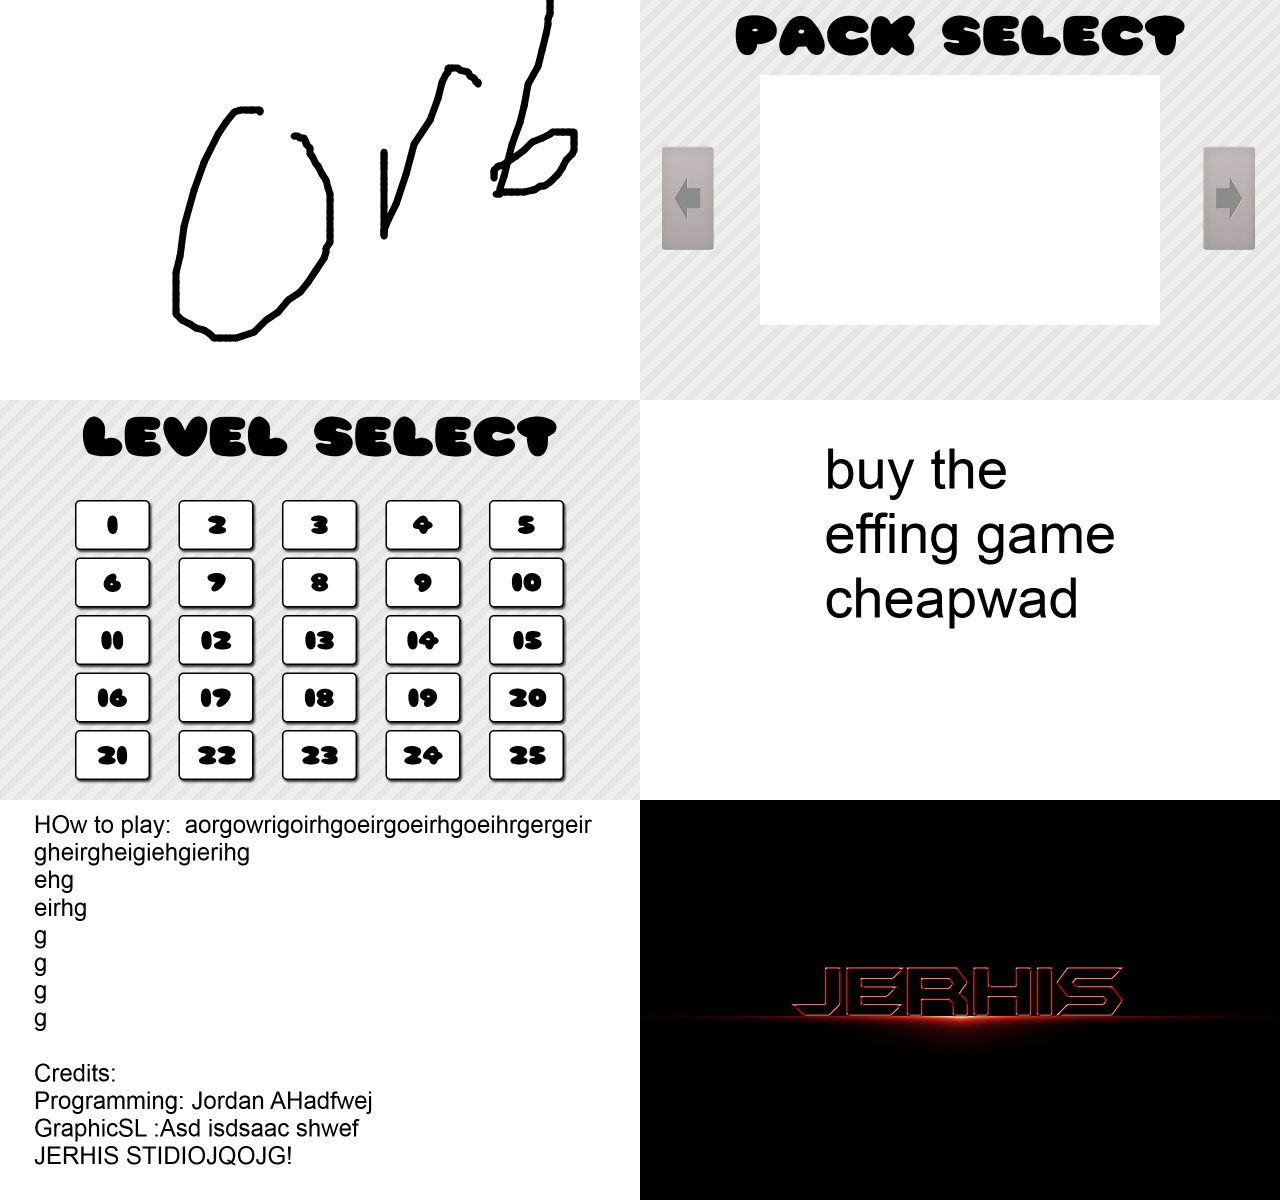 Orb
PACK SELECT
LEVEL SELECT
1 2 3 4 5
6 7 8 9 10
11 12 13 14 15
16 17 18 19 20
21 22 23 24 25
buy the
effing game
cheapwad
HOw to play:  aorgowrigoirhgoeirgoeirhgoeihrgergeir
gheirgheigiehgierihg
ehg
eirhg
g
g
g
g
Credits:
Programming: Jordan AHadfwej
GraphicSL :Asd isdsaac shwef
JERHIS STIDIOJQOJG!
JERHIS